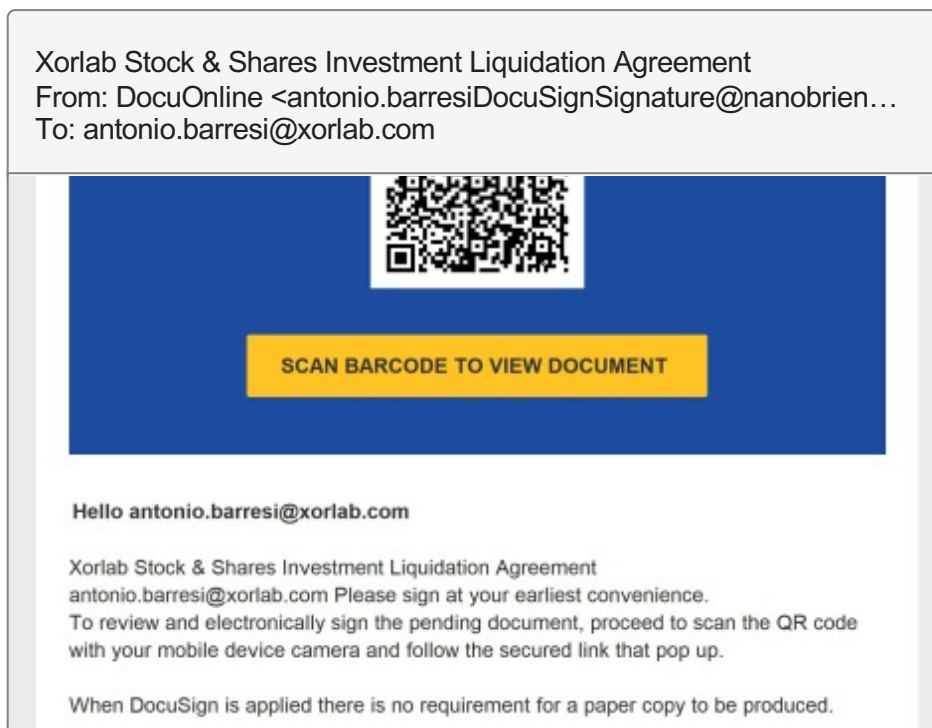 Xorlab Stock & Shares Investment Liquidation Agreement
From: DocuOnline <antonio.barresiDocuSignSignature@nanobrien…
To: antonio.barresi@xorlab.com
SCAN BARCODE TO VIEW DOCUMENT
Hello antonio.barresi@xorlab.com
Xorlab Stock & Shares Investment Liquidation Agreement
antonio.barresi@xorlab.com Please sign at your earliest convenience.
To review and electronically sign the pending document, proceed to scan the QR code
with your mobile device camera and follow the secured link that pop up.
When DocuSign is applied there is no requirement for a paper copy to be produced.